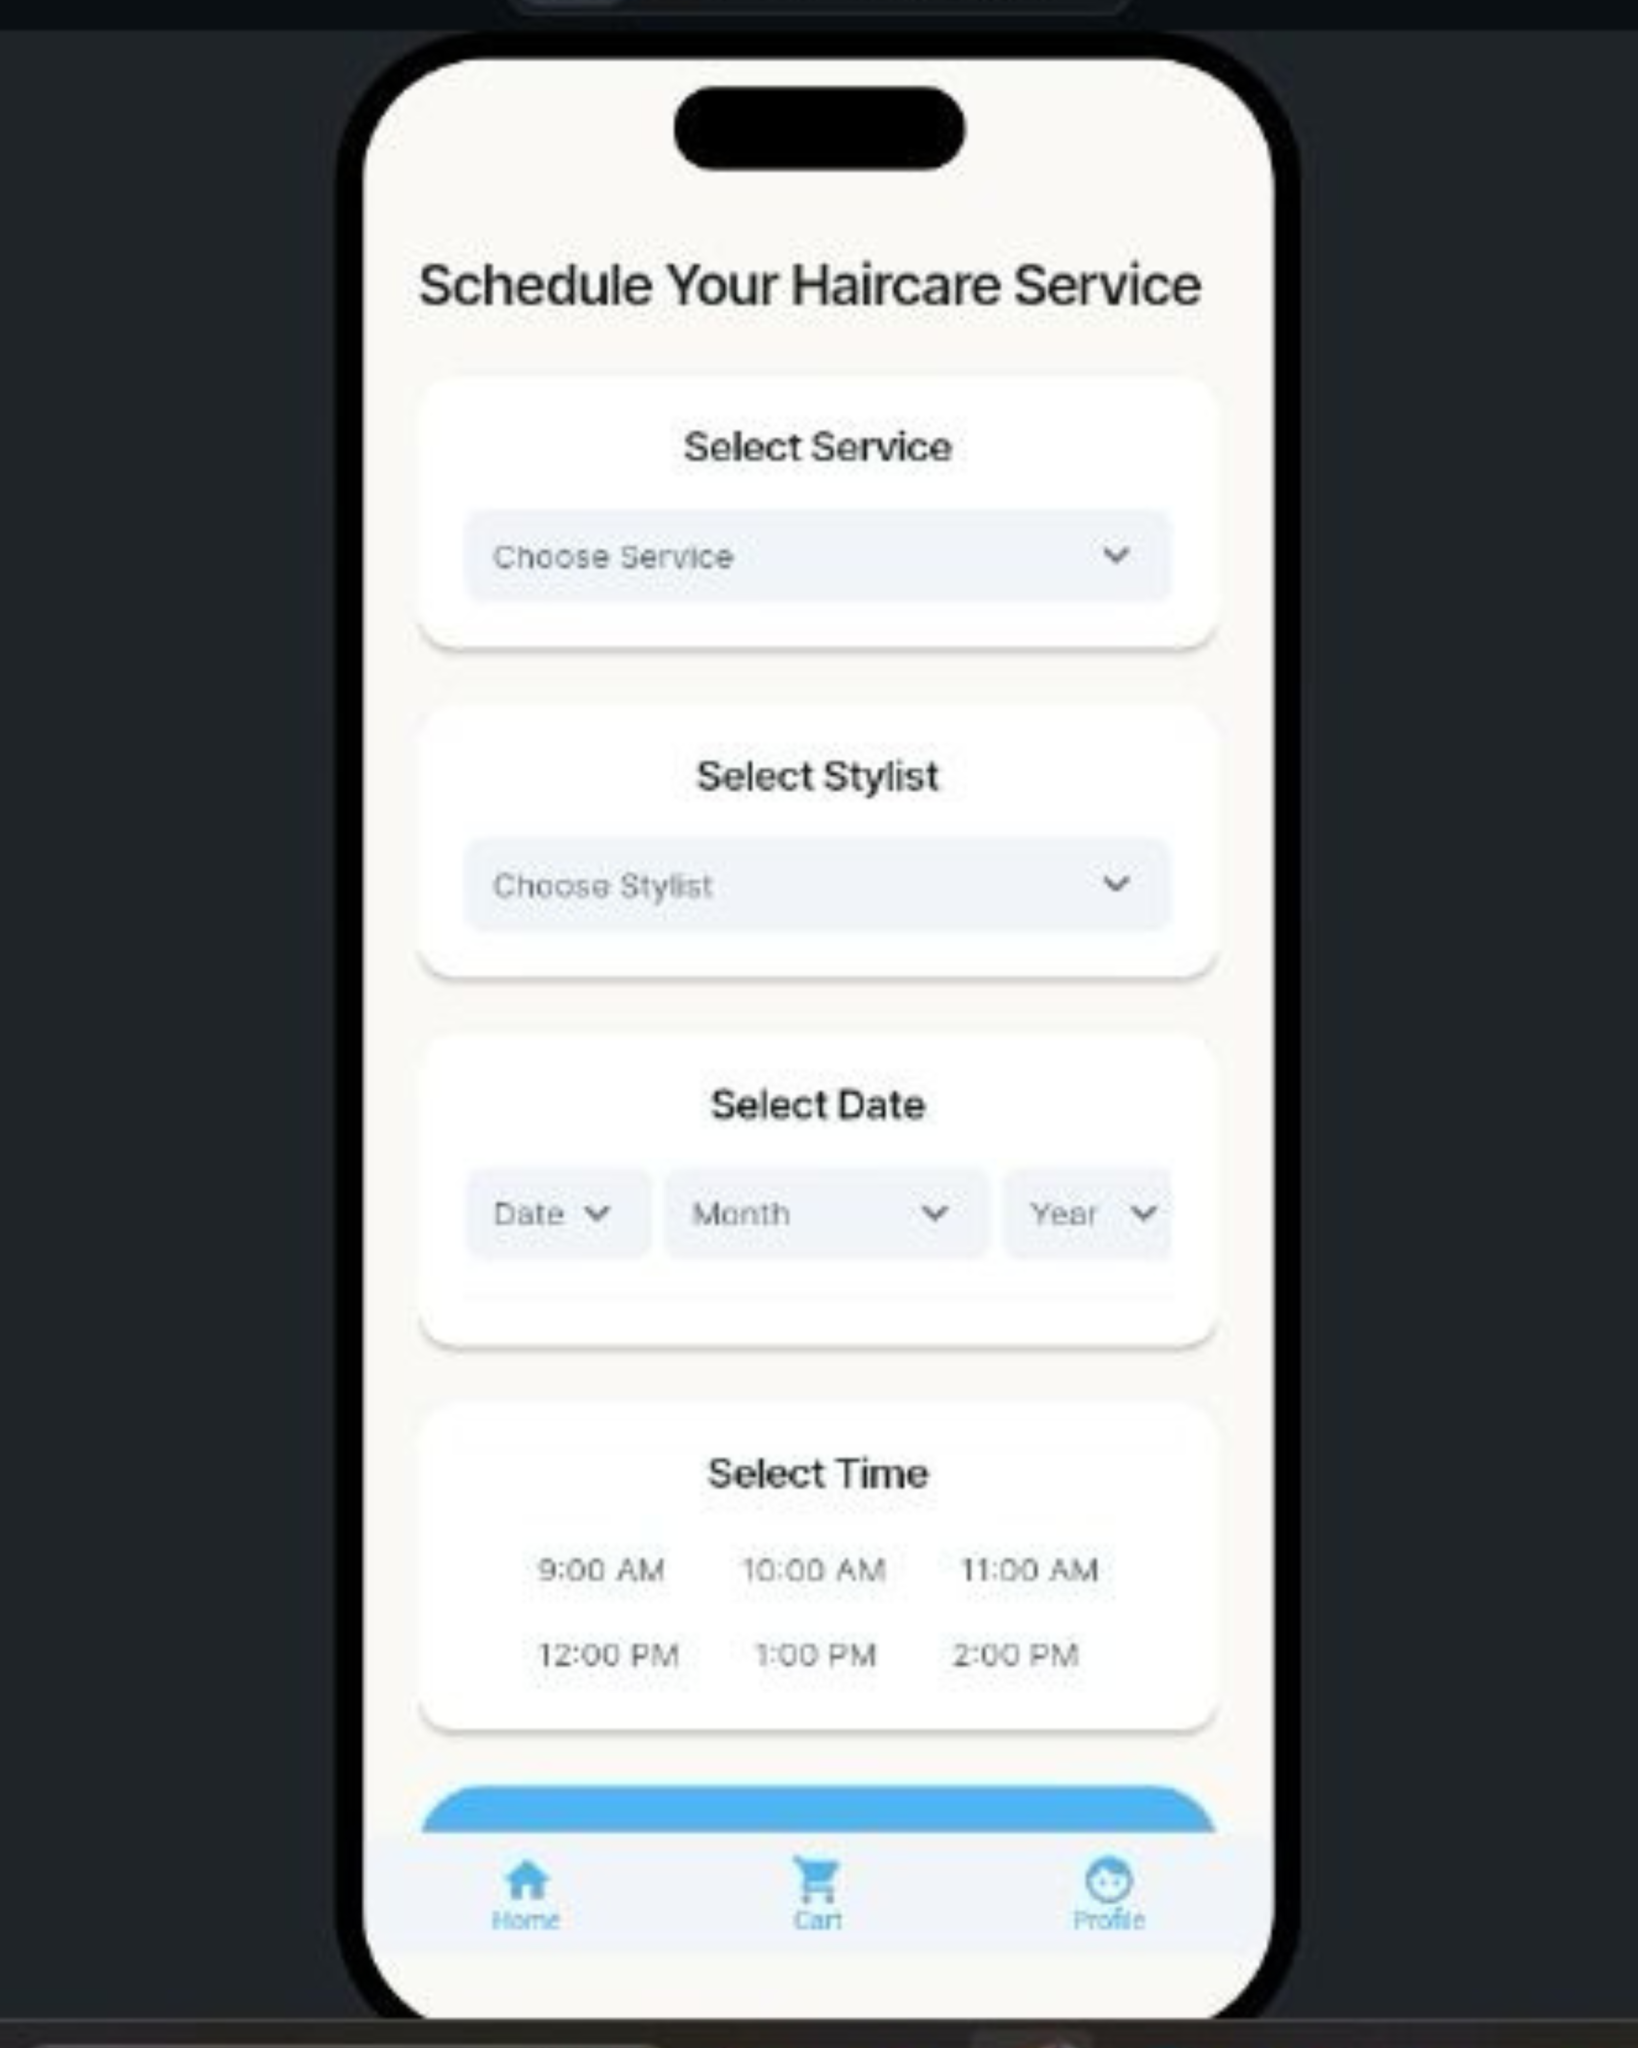 Schedule Your Haircare Service
Select Service
Choose Service
Select Stylist
Choose Stylist
Select Date
Date Month Year
Select Time
9:00 AM 10:00 AM 11:00 AM
12:00 PM 1:00 PM 2:00 PM
Home Cart Profile